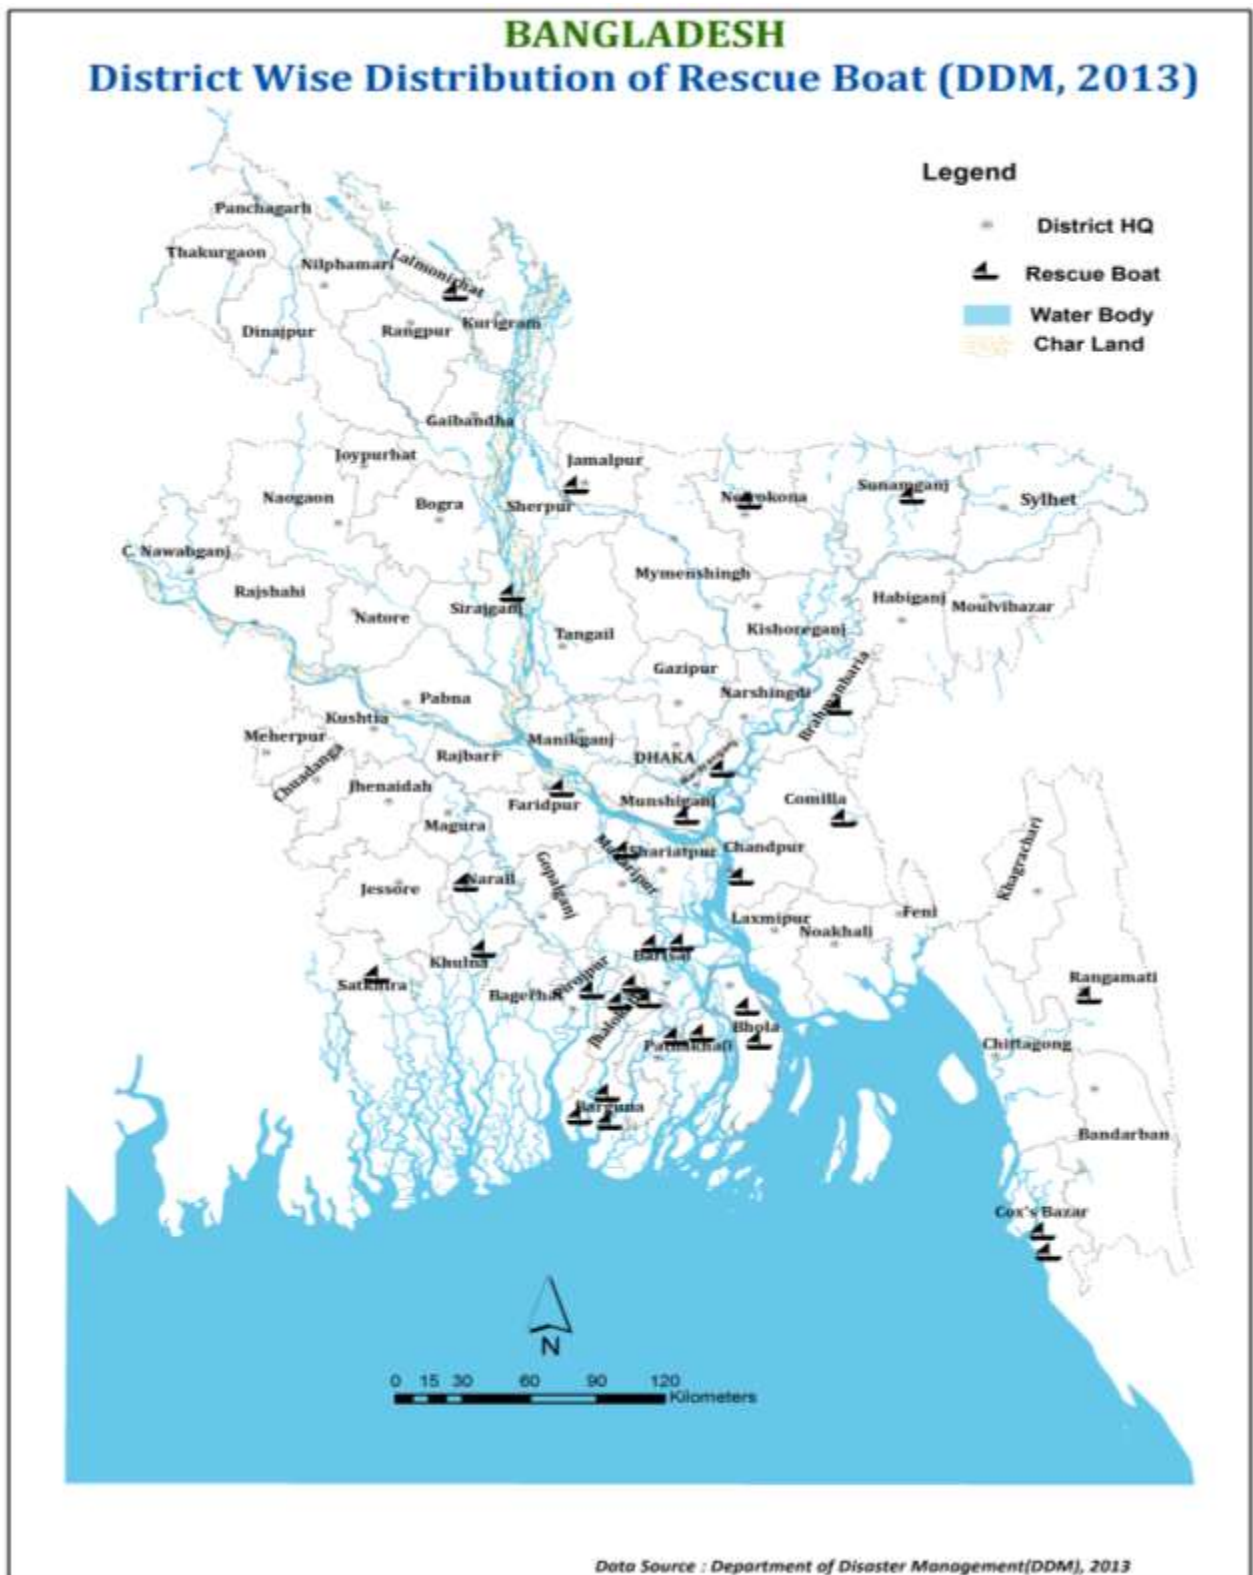 BANGLADESH
District Wise Distribution of Rescue Boat (DDM, 2013)
Legend
District HQ
Rescue Boat
Water Body
Char Land
Panchagarh
Thakurgaon
Nilphamari
Lalmonirhat
Dinajpur
Rangpur
Kurigram
Gaibandha
Joypurhat
Jamalpur
Naogaon
Bogra
Sherpur
Netrokona
Sunamganj
Sylhet
C. Nawabganj
Rajshahi
Natore
Sirajganj
Mymenshingh
Habiganj
Moulvibazar
Tangail
Kishoreganj
Gazipur
Narshingdi
Brahmanbaria
Pabna
Kushtia
Meherpur
Chuadanga
Rajbari
Manikganj
DHAKA
Jhenaidah
Faridpur
Munshiganj
Comilla
Magura
Madaripur
Shariatpur
Chandpur
Khagrachari
Jessore
Narail
Gopalganj
Laxmipur
Noakhali
Feni
Khulna
Barisal
Satkhira
Bagerhat
Pirojpur
Rangamati
Bhola
Patuakhali
Chittagong
Barguna
Bandarban
Cox's Bazar
N
0 15 30 60 90 120
Kilometers
Data Source : Department of Disaster Management(DDM), 2013